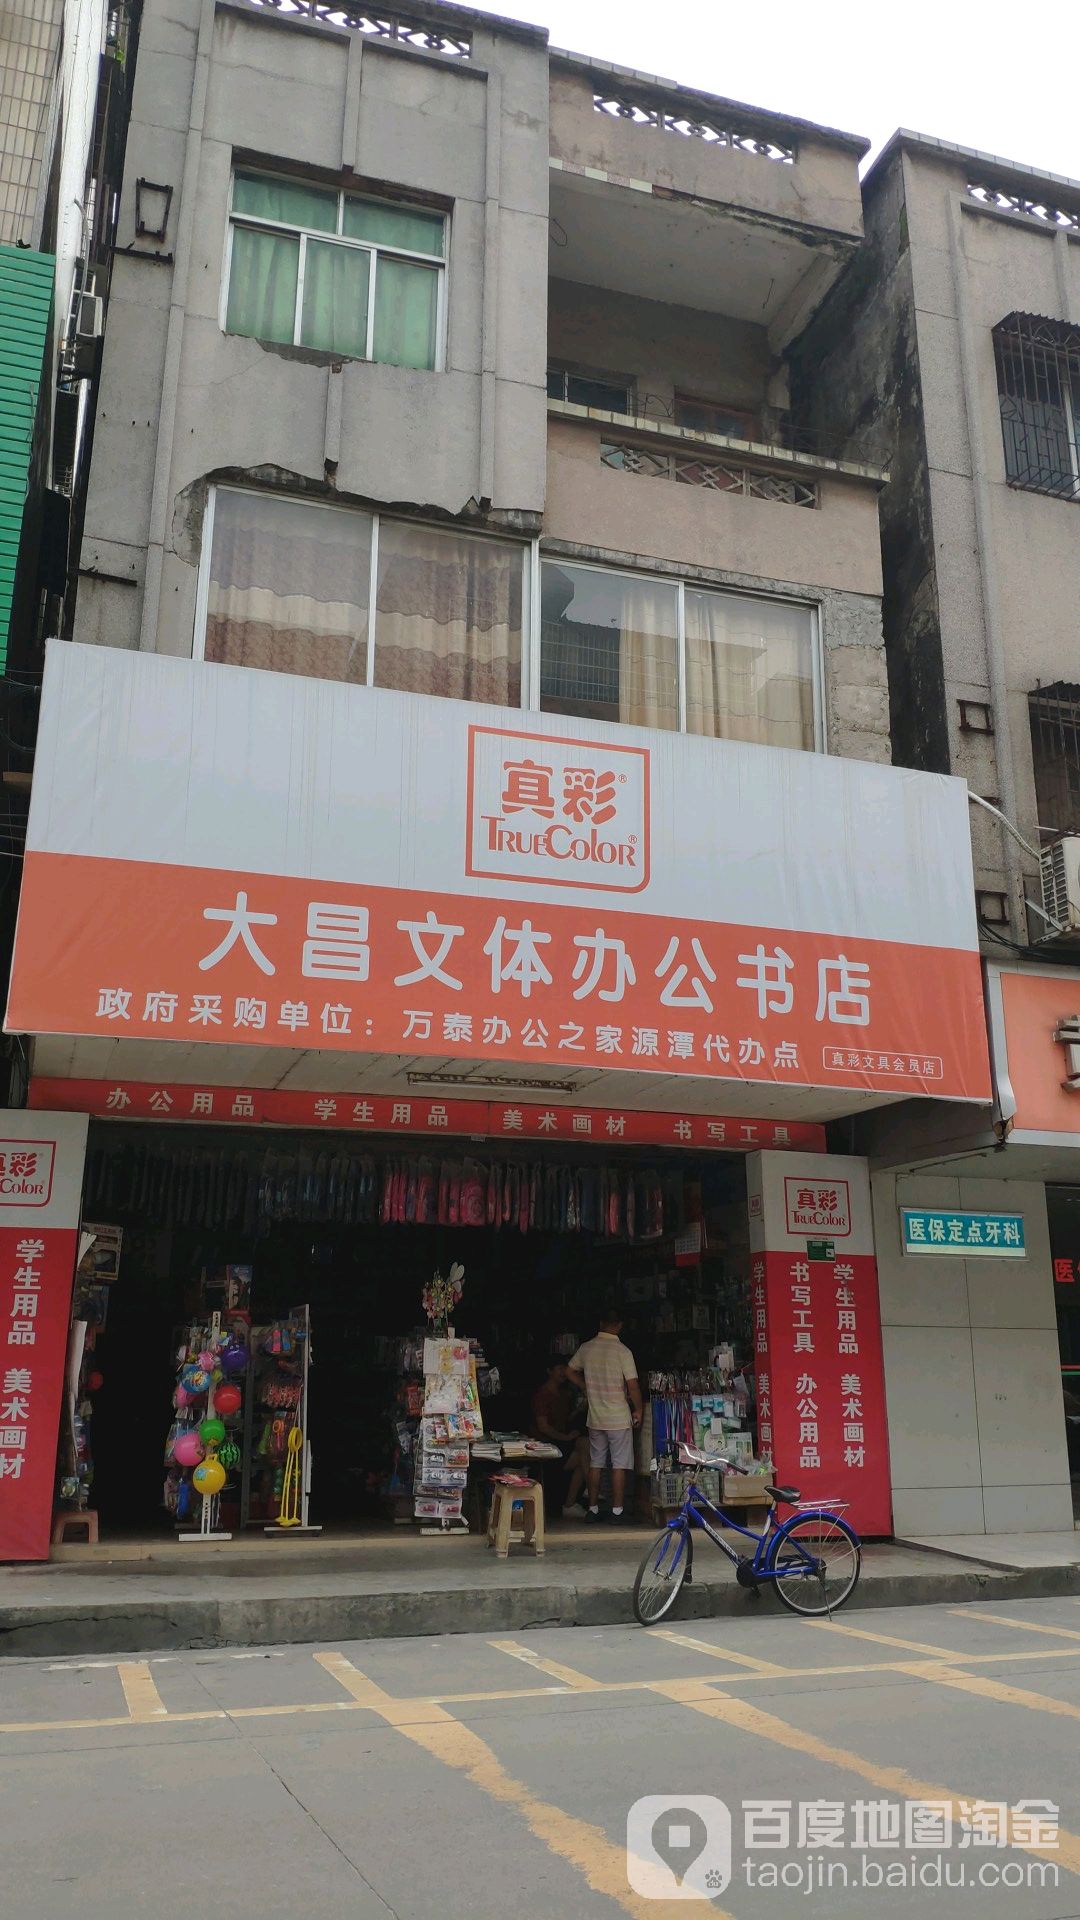 真彩®
TRUECOLOR®
大昌文体办公书店
政府采购单位：万泰办公之家源潭代办点
真彩文具会员店
办公用品 学生用品 美术画材 书写工具
真彩
COLOR
学生用品 美术画材
真彩
TRUECOLOR
学生用品 美术画材
书写工具 办公用品
学生用品 美术画材
医保定点牙科
医
百度地图淘金
taojin.baidu.com